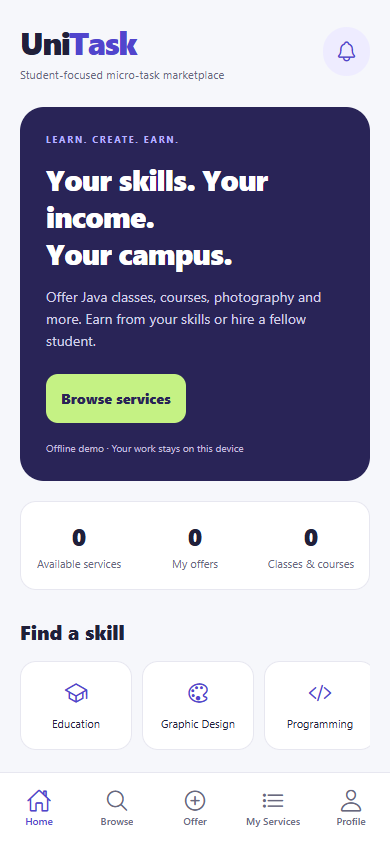 UniTask
Student-focused micro-task marketplace
LEARN. CREATE. EARN.
Your skills. Your
income.
Your campus.
Offer Java classes, courses, photography and
more. Earn from your skills or hire a fellow
student.
Browse services
Offline demo · Your work stays on this device
0 0 0
Available services My offers Classes & courses
Find a skill
Education Graphic Design Programming
Home Browse Offer My Services Profile